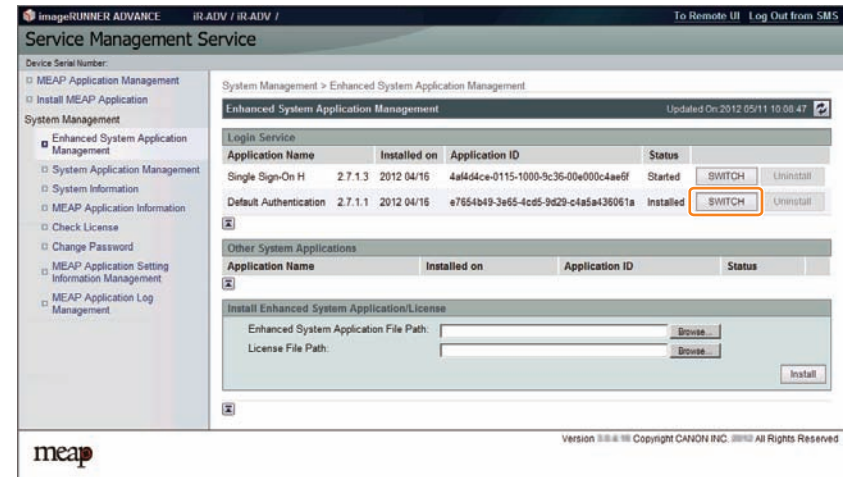 imageRUNNER ADVANCE iR-ADV / iR-ADV / To Remote UI Log Out from SMS
Service Management Service
Device Serial Number:
MEAP Application Management
Install MEAP Application
System Management
Enhanced System Application
Management
System Application Management
System Information
MEAP Application Information
Check License
Change Password
MEAP Application Setting
Information Management
MEAP Application Log
Management
System Management > Enhanced System Application Management
Enhanced System Application Management Updated On:2012 05/11 10:08:47
Login Service
Application Name Installed on Application ID Status
Single Sign-On H 2.7.1.3 2012 04/16 4af4d4ce-0115-1000-9c36-00e000c4ae6f Started SWITCH Uninstall
Default Authentication 2.7.1.1 2012 04/16 e7654b49-3e65-4cd5-9d29-c4a5a436061a Installed SWITCH Uninstall
Other System Applications
Application Name Installed on Application ID Status
Install Enhanced System Application/License
Enhanced System Application File Path: Browse...
License File Path: Browse...
Install
meap
Version Copyright CANON INC. All Rights Reserved